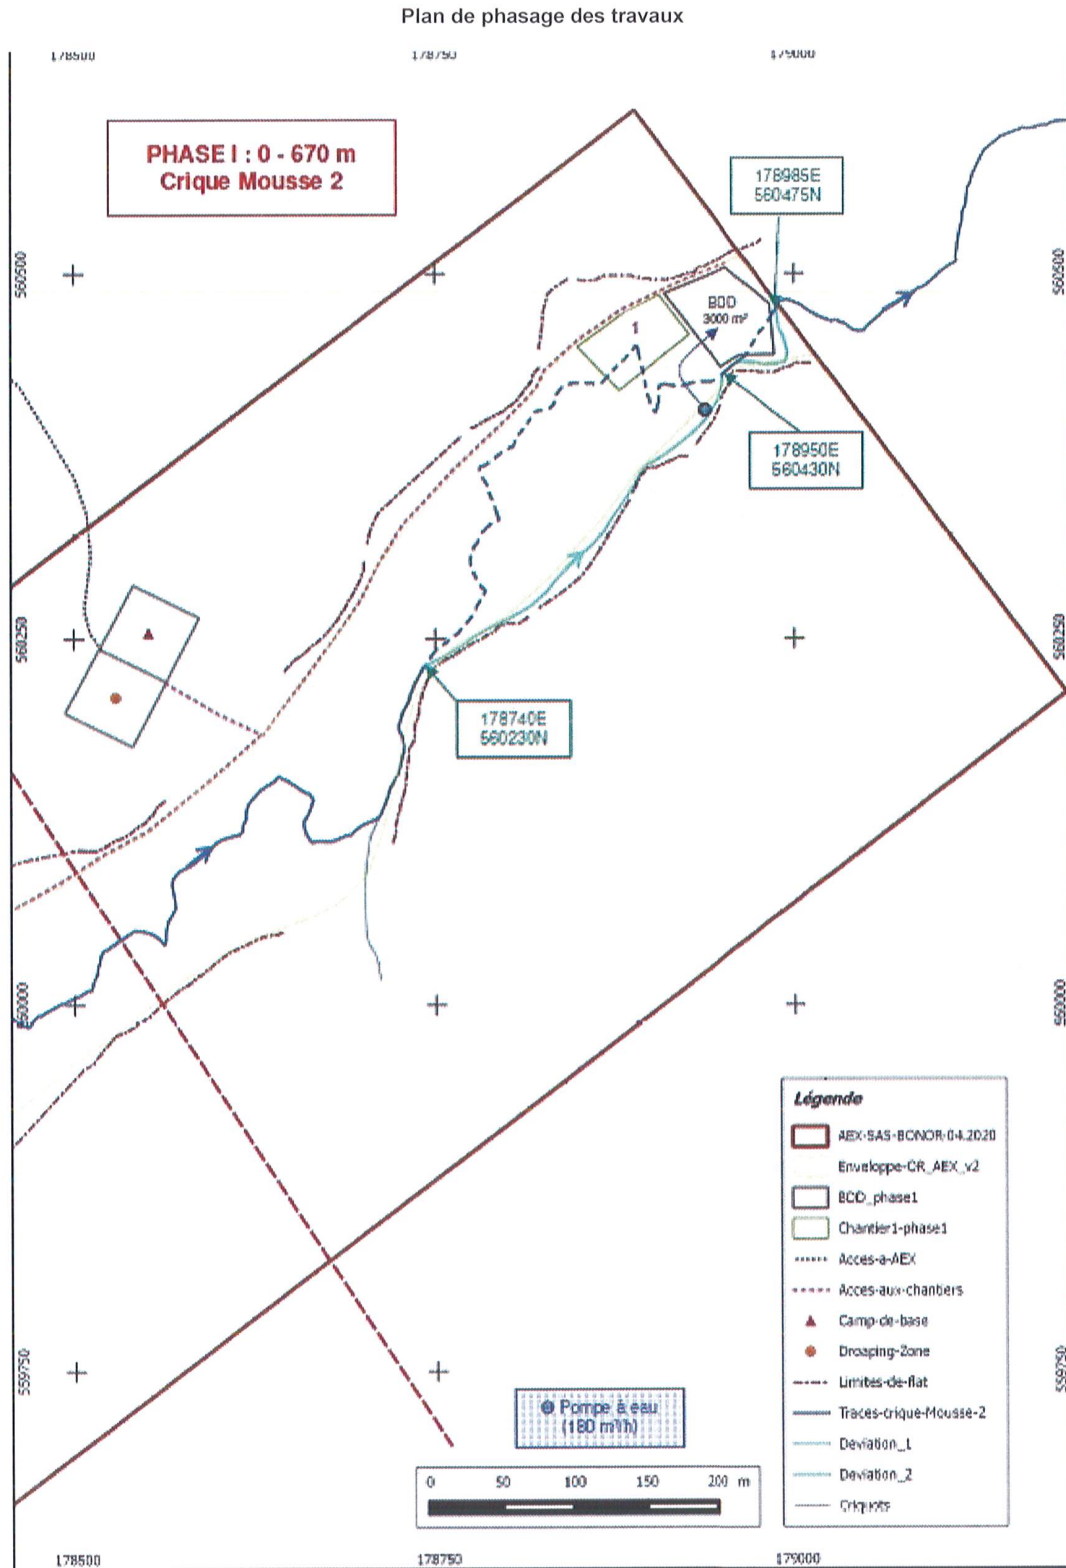 Plan de phasage des travaux
178500
178750
179000
PHASE I : 0 - 670 m
Crique Mousse 2
178985E
560475N
560500
560500
BDD
3000 m²
1
178950E
560430N
560250
560250
178740E
560230N
560000
560000
Légende
AEX-SAS-BONOR-04.2020
Enveloppe-CR_AEX_v2
BDD_phase1
Chantier1-phase1
Acces-a-AEX
Acces-aux-chantiers
Camp-de-base
Droaping-Zone
Limites-de-flat
Traces-crique-Mousse-2
Deviation_1
Deviation_2
Criquots
559750
559750
Pompe à eau
(180 m³/h)
0 50 100 150 200 m
178500
178750
179000